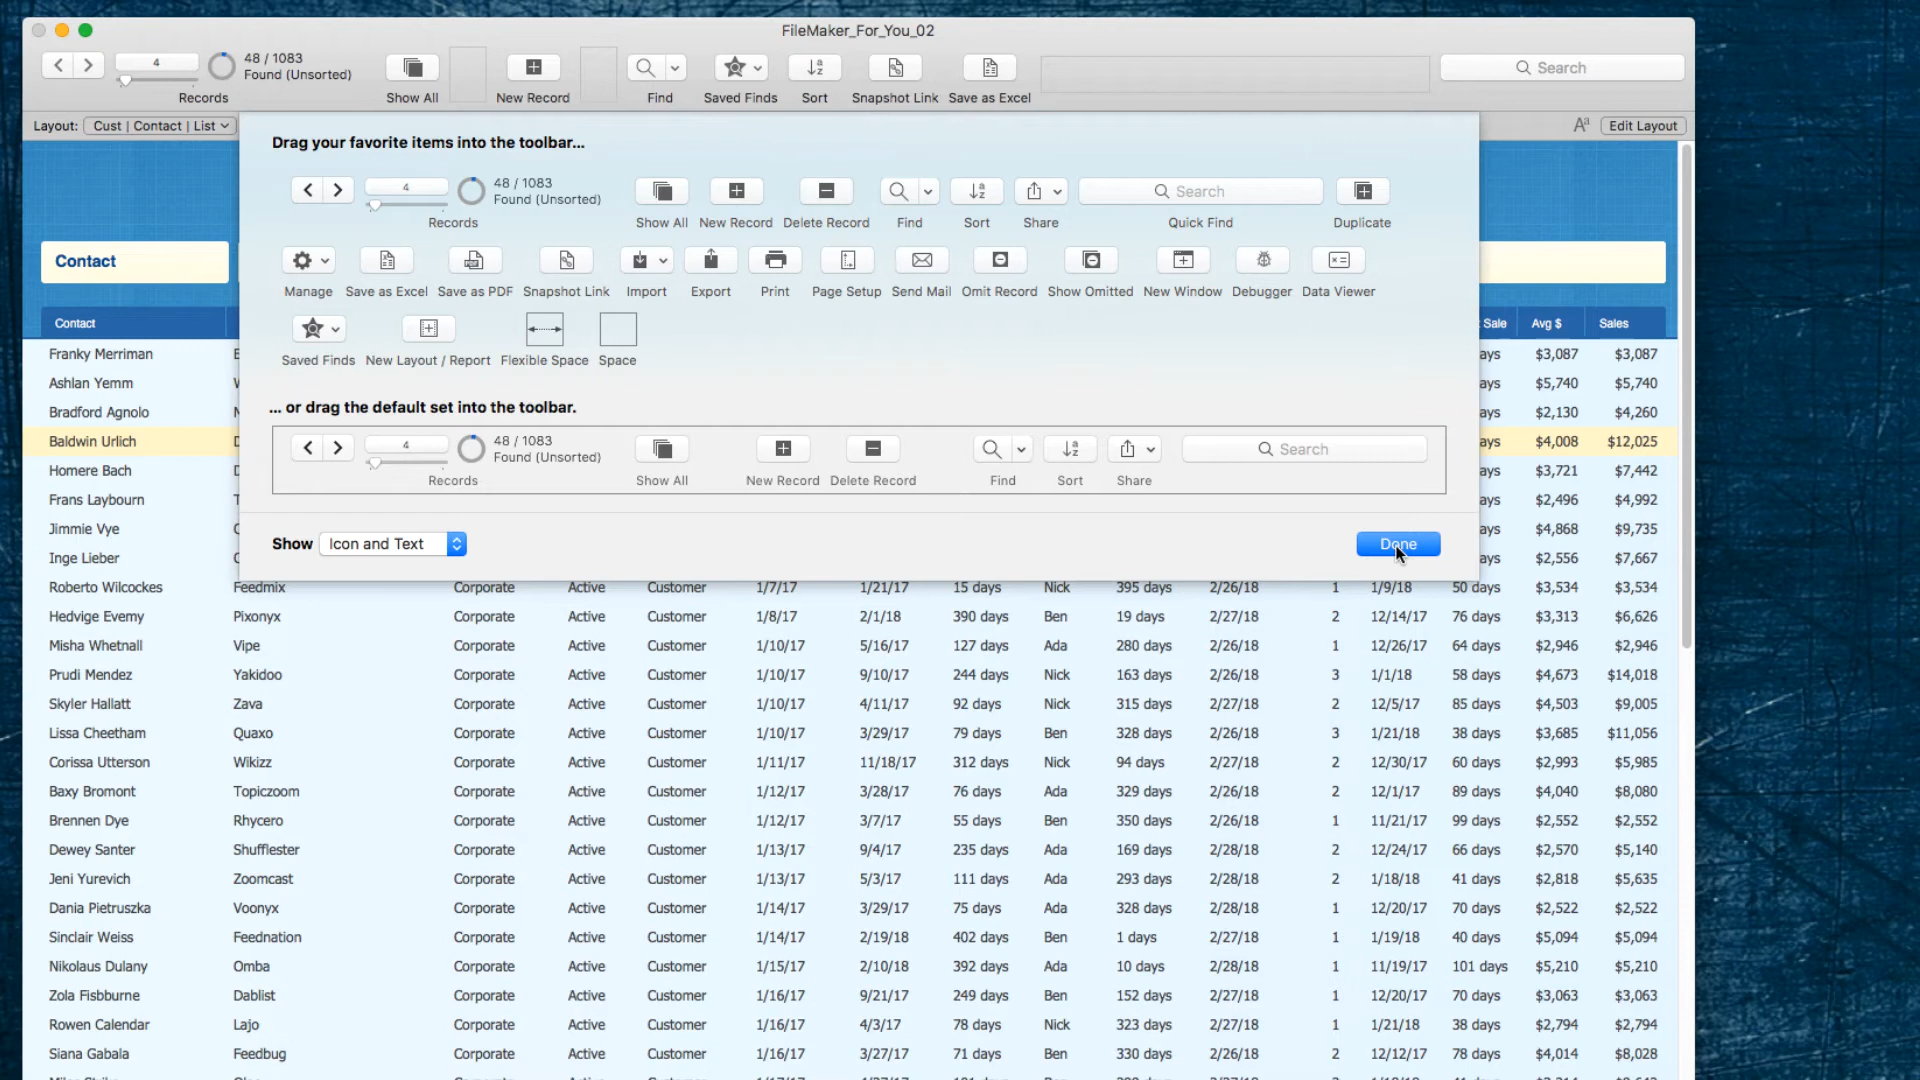 FileMaker_For_You_02
4
48 / 1083
Found (Unsorted)
Records
Show All
New Record
Find
Saved Finds
Sort
Snapshot Link
Save as Excel
Search
Layout: Cust | Contact | List
Aa
Edit Layout
Drag your favorite items into the toolbar...
4
48 / 1083
Found (Unsorted)
Search
Records Show All New Record Delete Record Find Sort Share Quick Find Duplicate
Contact
Manage Save as Excel Save as PDF Snapshot Link Import Export Print Page Setup Send Mail Omit Record Show Omitted New Window Debugger Data Viewer
Saved Finds New Layout / Report Flexible Space Space
... or drag the default set into the toolbar.
4
48 / 1083
Found (Unsorted)
Search
Records Show All New Record Delete Record Find Sort Share
Show Icon and Text
Done
Contact Sale Avg $ Sales
Franky Merriman ays $3,087 $3,087
Ashlan Yemm ays $5,740 $5,740
Bradford Agnolo ays $2,130 $4,260
Baldwin Urlich ays $4,008 $12,025
Homere Bach ays $3,721 $7,442
Frans Laybourn ays $2,496 $4,992
Jimmie Vye ays $4,868 $9,735
Inge Lieber ays $2,556 $7,667
Roberto Wilcockes Feedmix Corporate Active Customer 1/7/17 1/21/17 15 days Nick 395 days 2/26/18 1 1/9/18 50 days $3,534 $3,534
Hedvige Evemy Pixonyx Corporate Active Customer 1/8/17 2/1/18 390 days Ben 19 days 2/27/18 2 12/14/17 76 days $3,313 $6,626
Misha Whetnall Vipe Corporate Active Customer 1/10/17 5/16/17 127 days Ada 280 days 2/26/18 1 12/26/17 64 days $2,946 $2,946
Prudi Mendez Yakidoo Corporate Active Customer 1/10/17 9/10/17 244 days Nick 163 days 2/26/18 3 1/1/18 58 days $4,673 $14,018
Skyler Hallatt Zava Corporate Active Customer 1/10/17 4/11/17 92 days Nick 315 days 2/27/18 2 12/5/17 85 days $4,503 $9,005
Lissa Cheetham Quaxo Corporate Active Customer 1/10/17 3/29/17 79 days Ben 328 days 2/26/18 3 1/21/18 38 days $3,685 $11,056
Corissa Utterson Wikizz Corporate Active Customer 1/11/17 11/18/17 312 days Nick 94 days 2/27/18 2 12/30/17 60 days $2,993 $5,985
Baxy Bromont Topiczoom Corporate Active Customer 1/12/17 3/28/17 76 days Ada 329 days 2/26/18 2 12/1/17 89 days $4,040 $8,080
Brennen Dye Rhycero Corporate Active Customer 1/12/17 3/7/17 55 days Ben 350 days 2/26/18 1 11/21/17 99 days $2,552 $2,552
Dewey Santer Shufflester Corporate Active Customer 1/13/17 9/4/17 235 days Ada 169 days 2/28/18 2 12/24/17 66 days $2,570 $5,140
Jeni Yurevich Zoomcast Corporate Active Customer 1/13/17 5/3/17 111 days Ada 293 days 2/28/18 2 1/18/18 41 days $2,818 $5,635
Dania Pietruszka Voonyx Corporate Active Customer 1/14/17 3/29/17 75 days Ada 328 days 2/28/18 1 12/20/17 70 days $2,522 $2,522
Sinclair Weiss Feednation Corporate Active Customer 1/14/17 2/19/18 402 days Ben 1 days 2/27/18 1 1/19/18 40 days $5,094 $5,094
Nikolaus Dulany Omba Corporate Active Customer 1/15/17 2/10/18 392 days Ada 10 days 2/28/18 1 11/19/17 101 days $5,210 $5,210
Zola Fishburne Dablist Corporate Active Customer 1/16/17 9/21/17 249 days Ben 152 days 2/27/18 1 12/20/17 70 days $3,063 $3,063
Rowen Calendar Lajo Corporate Active Customer 1/16/17 4/3/17 78 days Nick 323 days 2/27/18 1 1/21/18 38 days $2,794 $2,794
Siana Gabala Feedbug Corporate Active Customer 1/16/17 3/27/17 71 days Ben 330 days 2/26/18 2 12/12/17 78 days $4,014 $8,028